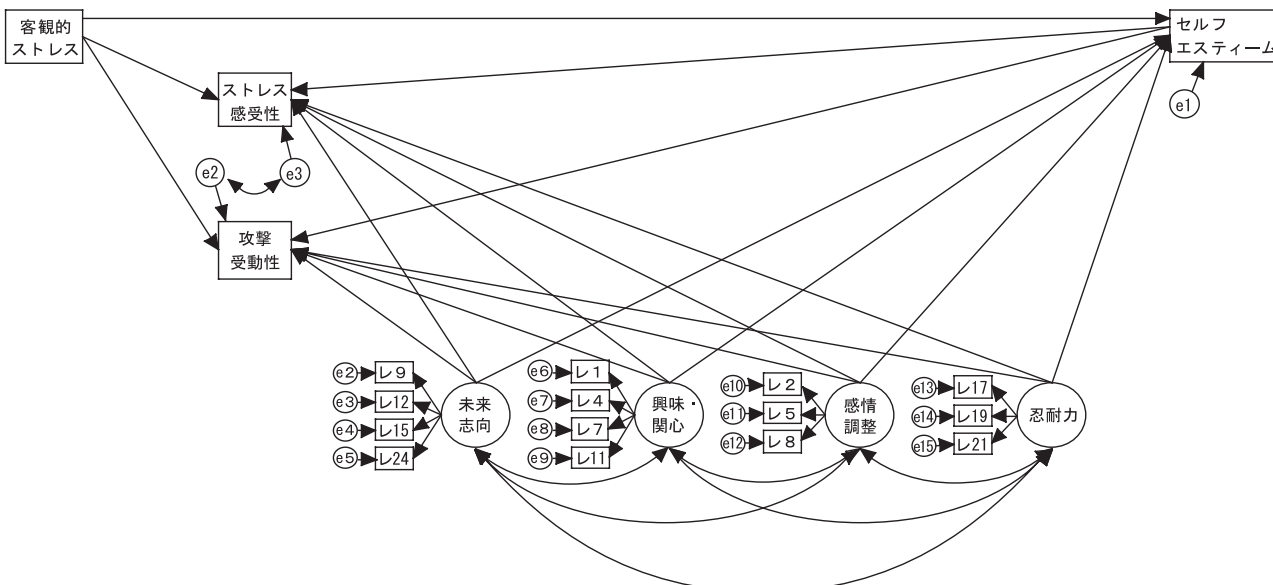 客観的
ストレス
セルフ
エスティーム
e1
ストレス
感受性
e2
e3
攻撃
受動性
e2
レ9
e3
レ12
e4
レ15
e5
レ24
未来
志向
e6
レ1
e7
レ4
e8
レ7
e9
レ11
興味・
関心
e10
レ2
e11
レ5
e12
レ8
感情
調整
e13
レ17
e14
レ19
e15
レ21
忍耐力